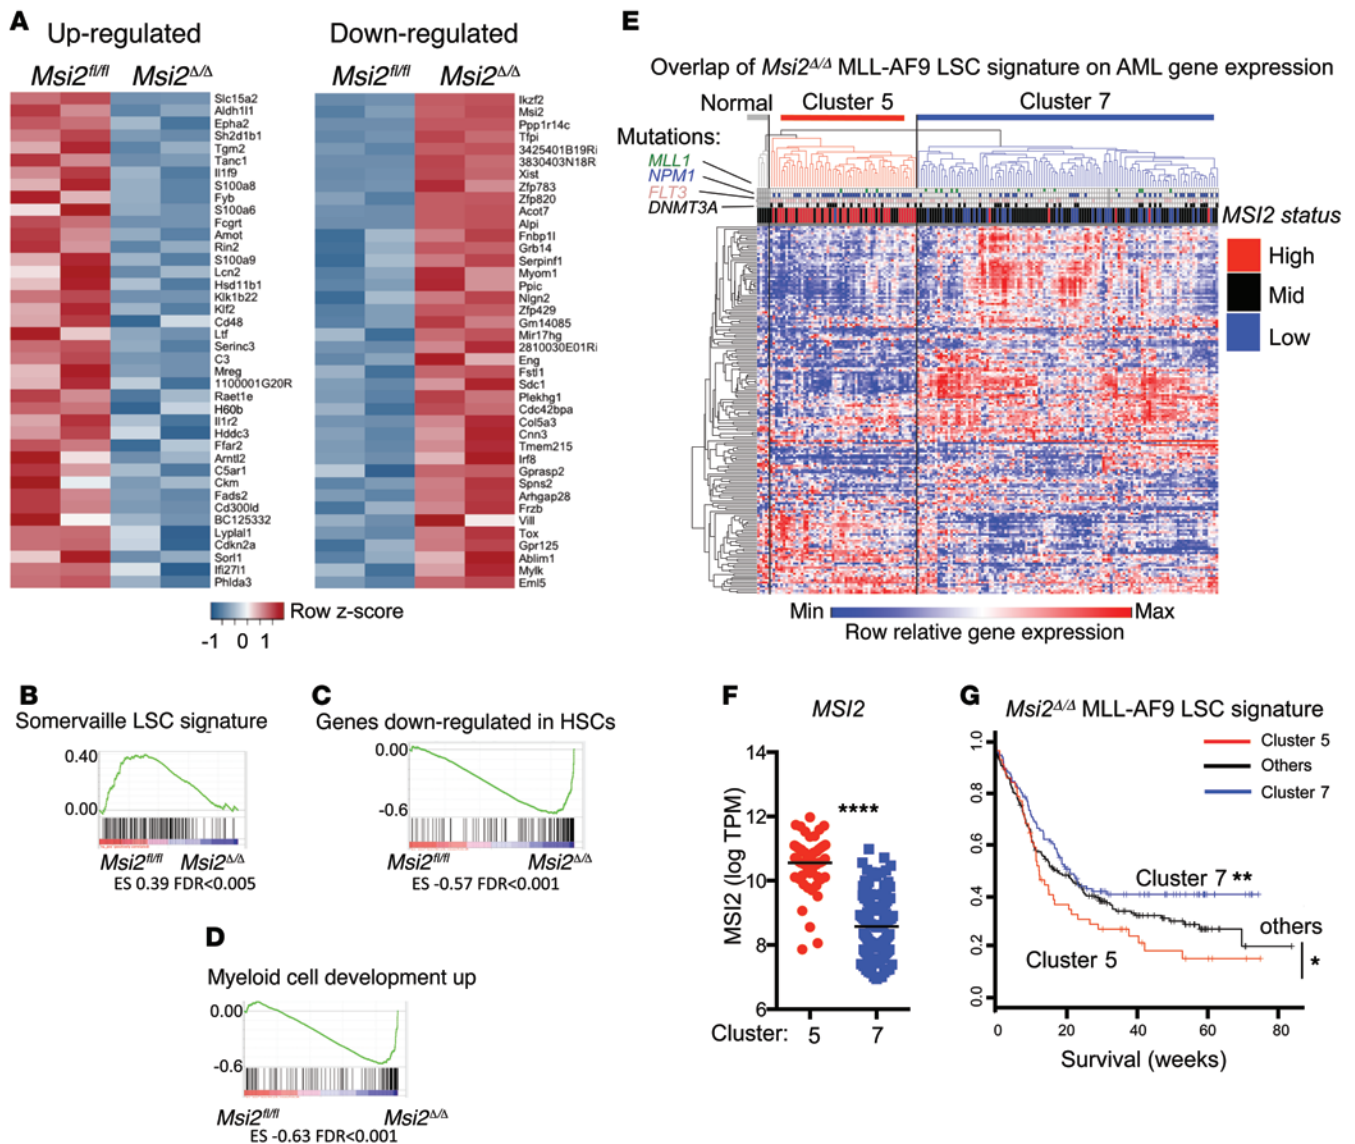 A
Up-regulated
Down-regulated
Msi2fl/fl
Msi2Δ/Δ
Msi2fl/fl
Msi2Δ/Δ
Slc15a2
Aldh1l1
Epha2
Sh2d1b1
Tgm2
Tanc1
Il1f9
S100a8
Fyb
S100a6
Fcgrt
Amot
Rin2
S100a9
Lcn2
Hsd11b1
Klk1b22
Klf2
Cd48
Ltf
Serinc3
C3
Mreg
1100001G20R
Raet1e
H60b
Il1r2
Hddc3
Ffar2
Arntl2
C5ar1
Ckm
Fads2
Cd300ld
BC125332
Lyplal1
Cdkn2a
Sorl1
Ifi27l1
Phlda3
Ikzf2
Msi2
Ppp1r14c
Tfpi
3425401B19Ri
3830403N18R
Xist
Zfp783
Zfp820
Acot7
Alpi
Fnbp1l
Grb14
Serpinf1
Myom1
Ppic
Nlgn2
Zfp429
Gm14085
Mir17hg
2810030E01Ri
Eng
Fstl1
Sdc1
Plekhg1
Cdc42bpa
Col5a3
Cnn3
Tmem215
Irf8
Gprasp2
Spns2
Arhgap28
Frzb
Vill
Tox
Gpr125
Ablim1
Mylk
Eml5
Row z-score
-1 0 1
B
Somervaille LSC signature
0.40
0.00
Msi2fl/fl Msi2Δ/Δ
ES 0.39 FDR<0.005
C
Genes down-regulated in HSCs
0.00
-0.6
Msi2fl/fl Msi2Δ/Δ
ES -0.57 FDR<0.001
D
Myeloid cell development up
0.00
-0.6
Msi2fl/fl Msi2Δ/Δ
ES -0.63 FDR<0.001
E
Overlap of Msi2Δ/Δ MLL-AF9 LSC signature on AML gene expression
Normal Cluster 5 Cluster 7
Mutations:
MLL1
NPM1
FLT3
DNMT3A
MSI2 status
High
Mid
Low
Min Max
Row relative gene expression
F
MSI2
MSI2 (log TPM)
14
12
10
8
6
****
Cluster: 5 7
G
Msi2Δ/Δ MLL-AF9 LSC signature
Cluster 5
Others
Cluster 7
1.0
0.8
0.6
0.4
0.2
0.0
Cluster 7 **
others
Cluster 5
*
0 20 40 60 80
Survival (weeks)